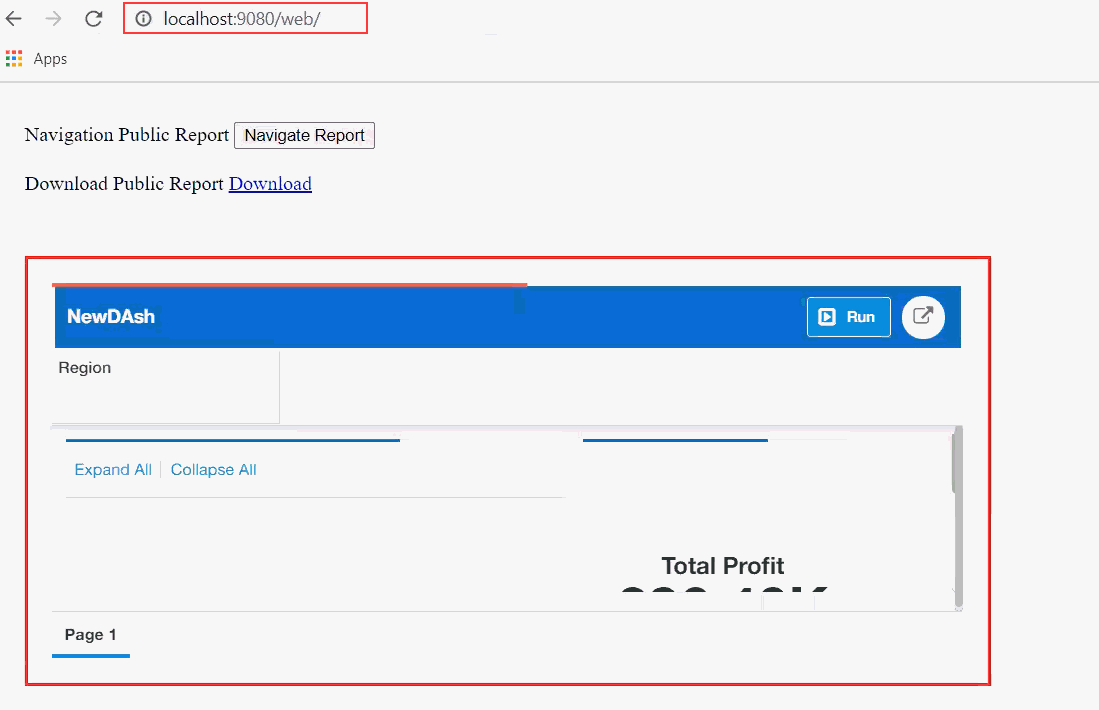 localhost:9080/web/
Apps
Navigation Public Report Navigate Report
Download Public Report Download
NewDAsh Run
Region
Expand All Collapse All
Total Profit
Page 1